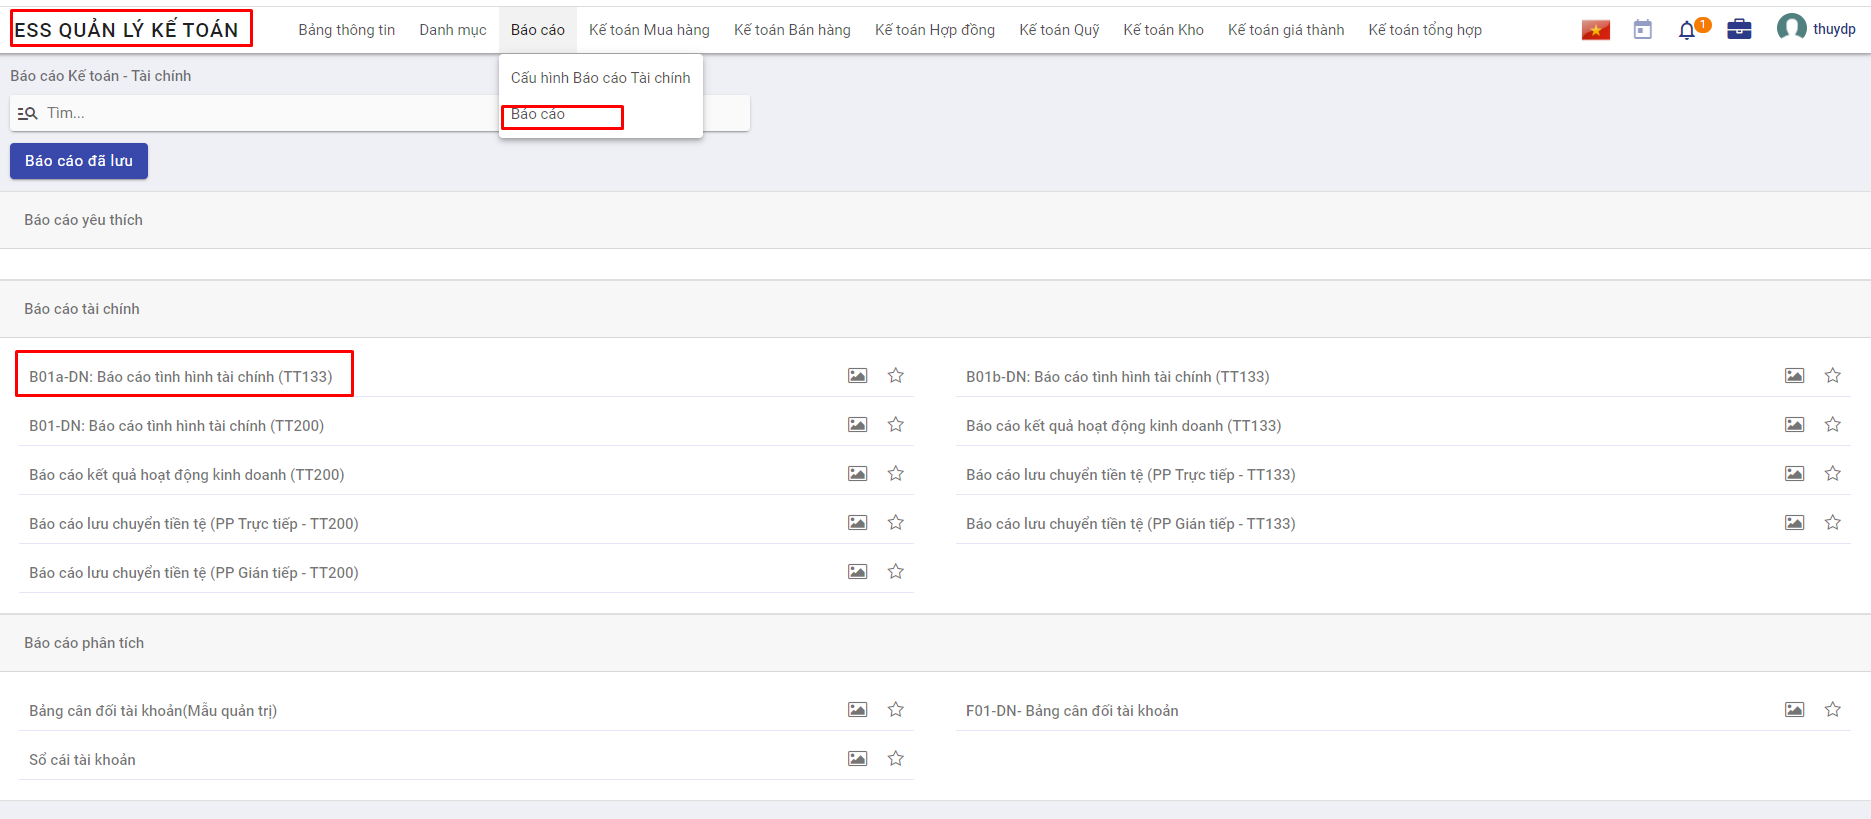 ESS QUẢN LÝ KẾ TOÁN
Bảng thông tin
Danh mục
Báo cáo
Kế toán Mua hàng
Kế toán Bán hàng
Kế toán Hợp đồng
Kế toán Quỹ
Kế toán Kho
Kế toán giá thành
Kế toán tổng hợp
1
thuydp
Báo cáo Kế toán - Tài chính
Cấu hình Báo cáo Tài chính
Báo cáo
Tìm...
Báo cáo đã lưu
Báo cáo yêu thích
Báo cáo tài chính
B01a-DN: Báo cáo tình hình tài chính (TT133)
B01b-DN: Báo cáo tình hình tài chính (TT133)
B01-DN: Báo cáo tình hình tài chính (TT200)
Báo cáo kết quả hoạt động kinh doanh (TT133)
Báo cáo kết quả hoạt động kinh doanh (TT200)
Báo cáo lưu chuyển tiền tệ (PP Trực tiếp - TT133)
Báo cáo lưu chuyển tiền tệ (PP Trực tiếp - TT200)
Báo cáo lưu chuyển tiền tệ (PP Gián tiếp - TT133)
Báo cáo lưu chuyển tiền tệ (PP Gián tiếp - TT200)
Báo cáo phân tích
Bảng cân đối tài khoản(Mẫu quản trị)
F01-DN- Bảng cân đối tài khoản
Sổ cái tài khoản